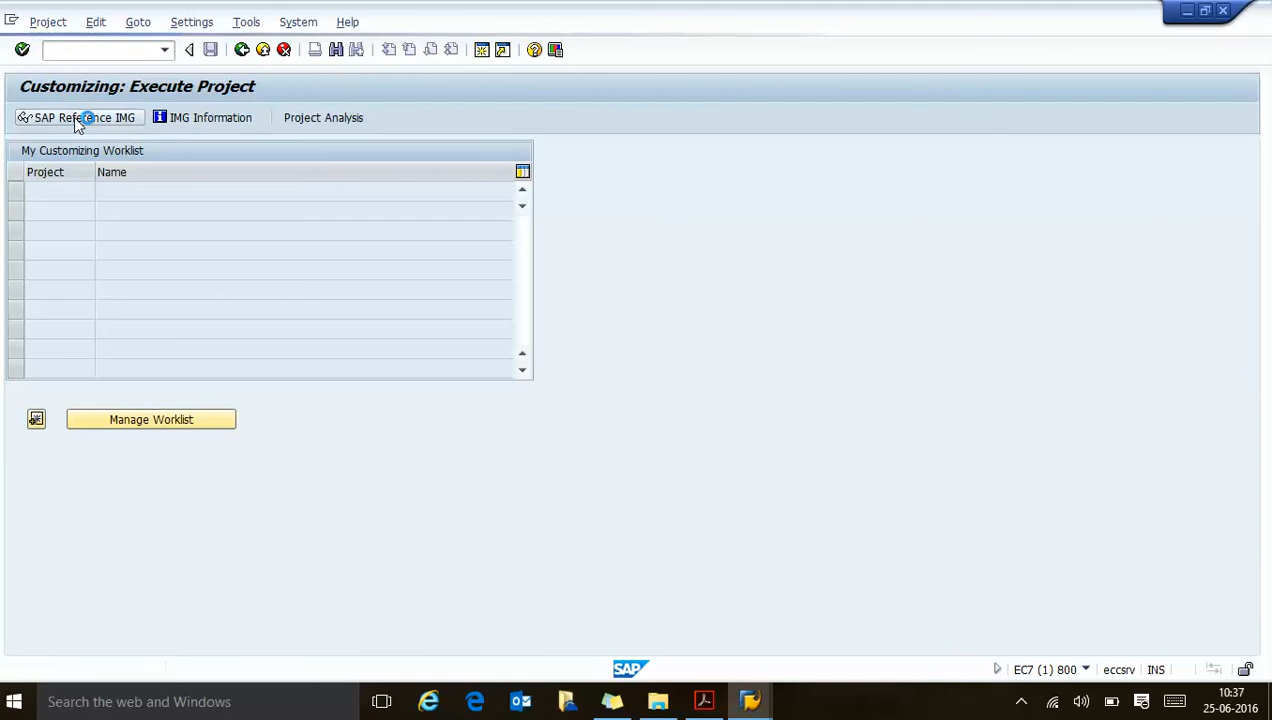 Project Edit Goto Settings Tools System Help
Customizing: Execute Project
SAP Reference IMG IMG Information Project Analysis
My Customizing Worklist
Project Name
Manage Worklist
SAP EC7 (1) 800 eccsrv INS
Search the web and Windows
10:37
25-06-2016